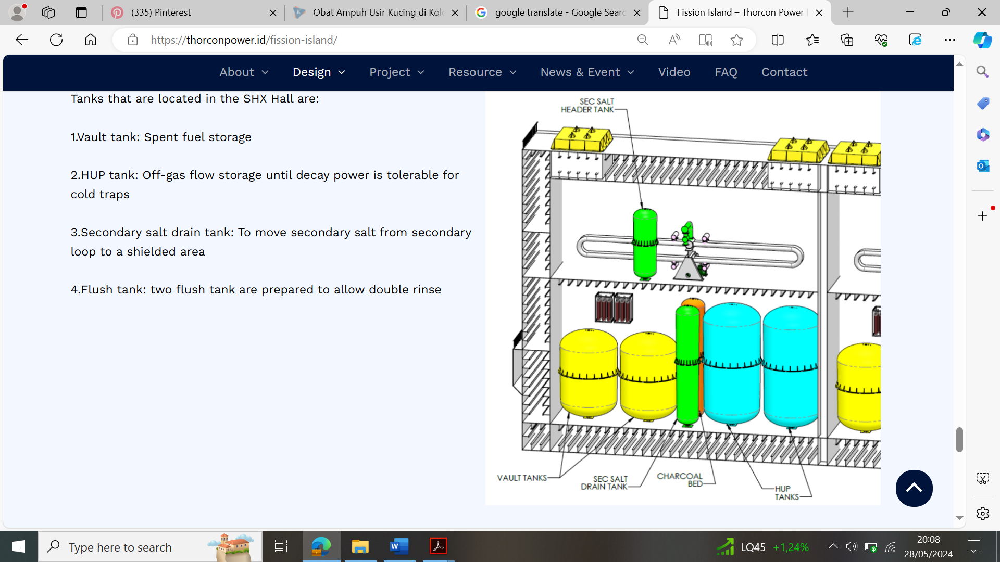 (335) Pinterest
Obat Ampuh Usir Kucing di Kolo
google translate - Google Searc
Fission Island – Thorcon Power
https://thorconpower.id/fission-island/
About
Design
Project
Resource
News & Event
Video
FAQ
Contact
Tanks that are located in the SHX Hall are:
1.Vault tank: Spent fuel storage
2.HUP tank: Off-gas flow storage until decay power is tolerable for
cold traps
3.Secondary salt drain tank: To move secondary salt from secondary
loop to a shielded area
4.Flush tank: two flush tank are prepared to allow double rinse
SEC SALT
HEADER TANK
VAULT TANKS
SEC SALT
DRAIN TANK
CHARCOAL
BED
HUP
TANKS
Type here to search
LQ45 +1,24%
20:08
28/05/2024